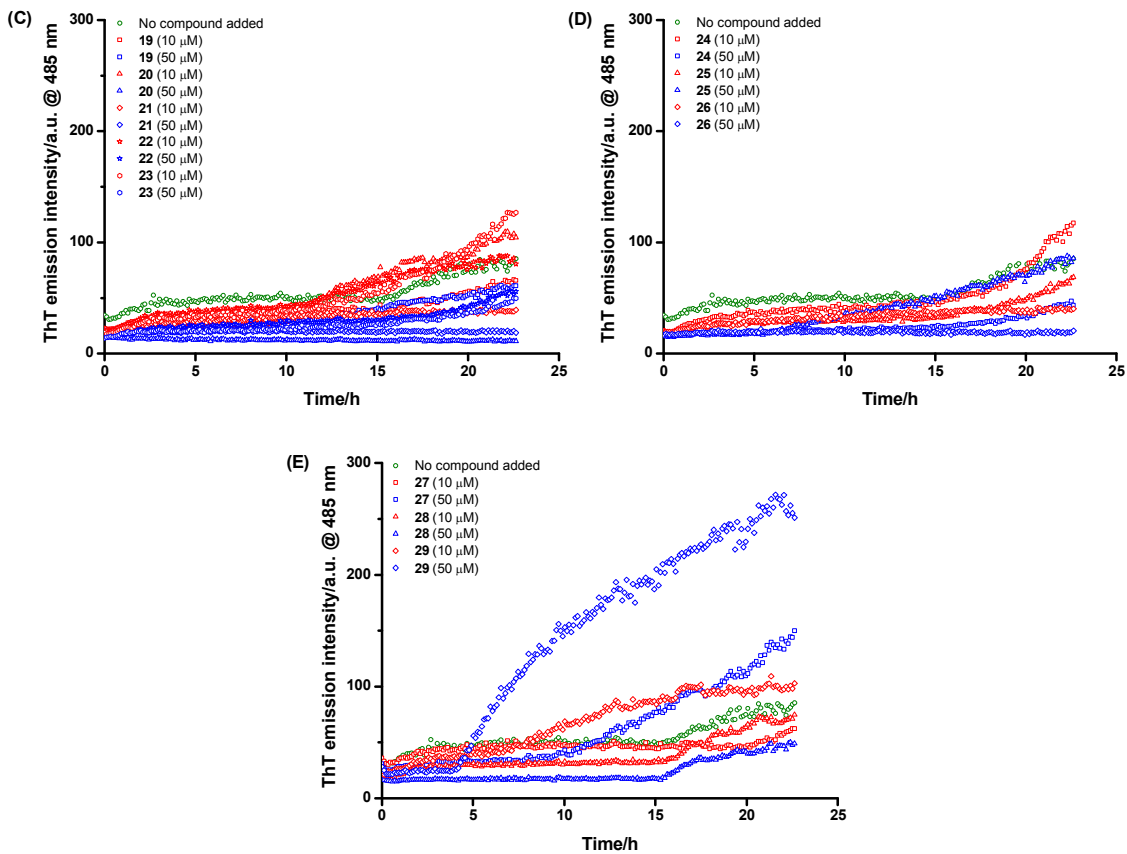 (C)
300
200
100
0
ThT emission intensity/a.u. @ 485 nm
No compound added
19 (10 μM)
19 (50 μM)
20 (10 μM)
20 (50 μM)
21 (10 μM)
21 (50 μM)
22 (10 μM)
22 (50 μM)
23 (10 μM)
23 (50 μM)
0 5 10 15 20 25
Time/h
(D)
300
200
100
0
ThT emission intensity/a.u. @ 485 nm
No compound added
24 (10 μM)
24 (50 μM)
25 (10 μM)
25 (50 μM)
26 (10 μM)
26 (50 μM)
0 5 10 15 20 25
Time/h
(E)
300
200
100
0
ThT emission intensity/a.u. @ 485 nm
No compound added
27 (10 μM)
27 (50 μM)
28 (10 μM)
28 (50 μM)
29 (10 μM)
29 (50 μM)
0 5 10 15 20 25
Time/h